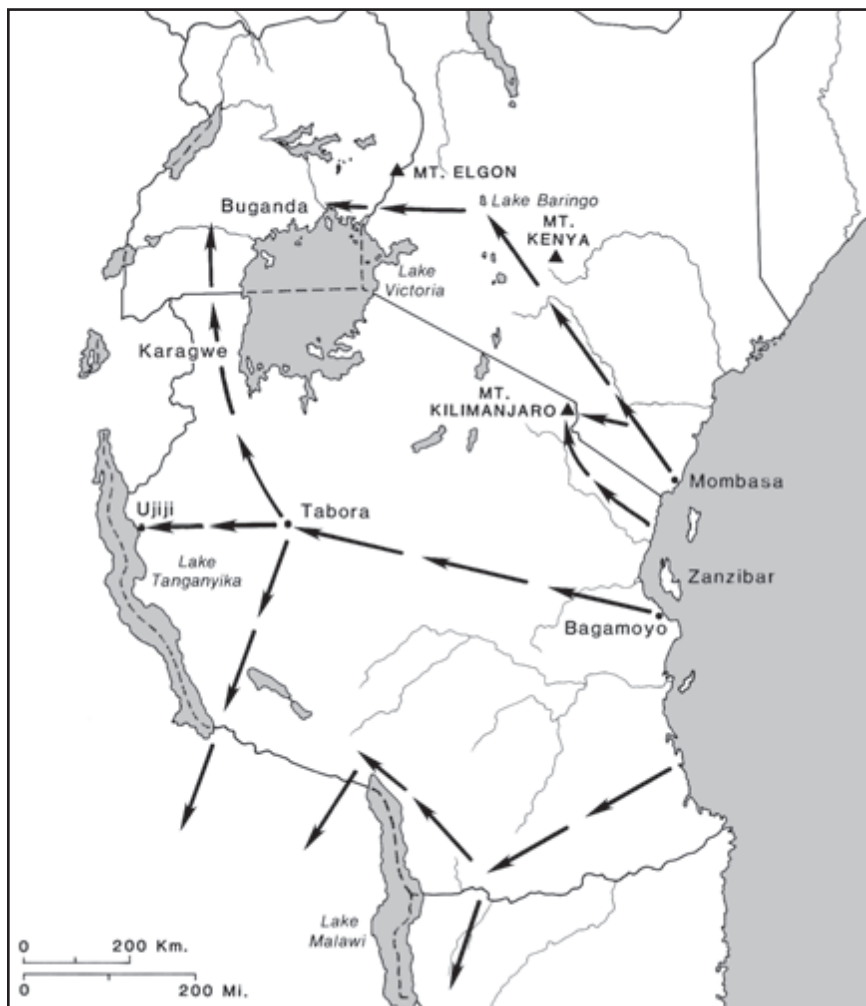 MT. ELGON
Buganda
Lake Baringo
MT.
KENYA
Lake
Victoria
Karagwe
MT.
KILIMANJARO
Mombasa
Ujiji
Tabora
Lake
Tanganyika
Zanzibar
Bagamoyo
Lake
Malawi
0 200 Km.
0 200 Mi.